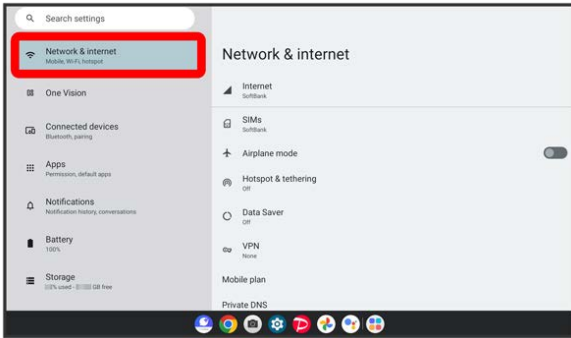 Search settings
Network & internet
Mobile, Wi-Fi, hotspot
One Vision
Connected devices
Bluetooth, pairing
Apps
Permission, default apps
Notifications
Notification history, conversations
Battery
100%
Storage
% used - GB free
Network & internet
Internet
SoftBank
SIMs
SoftBank
Airplane mode
Hotspot & tethering
Off
Data Saver
Off
VPN
None
Mobile plan
Private DNS